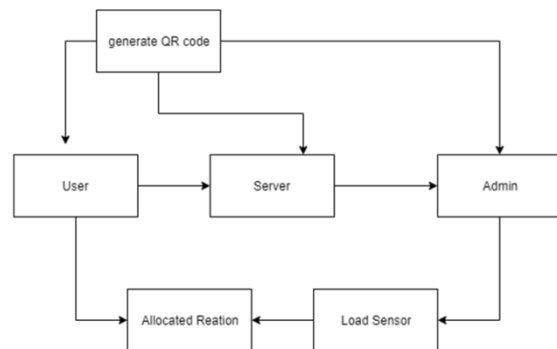 generate QR code
User
Server
Admin
Allocated Reation
Load Sensor